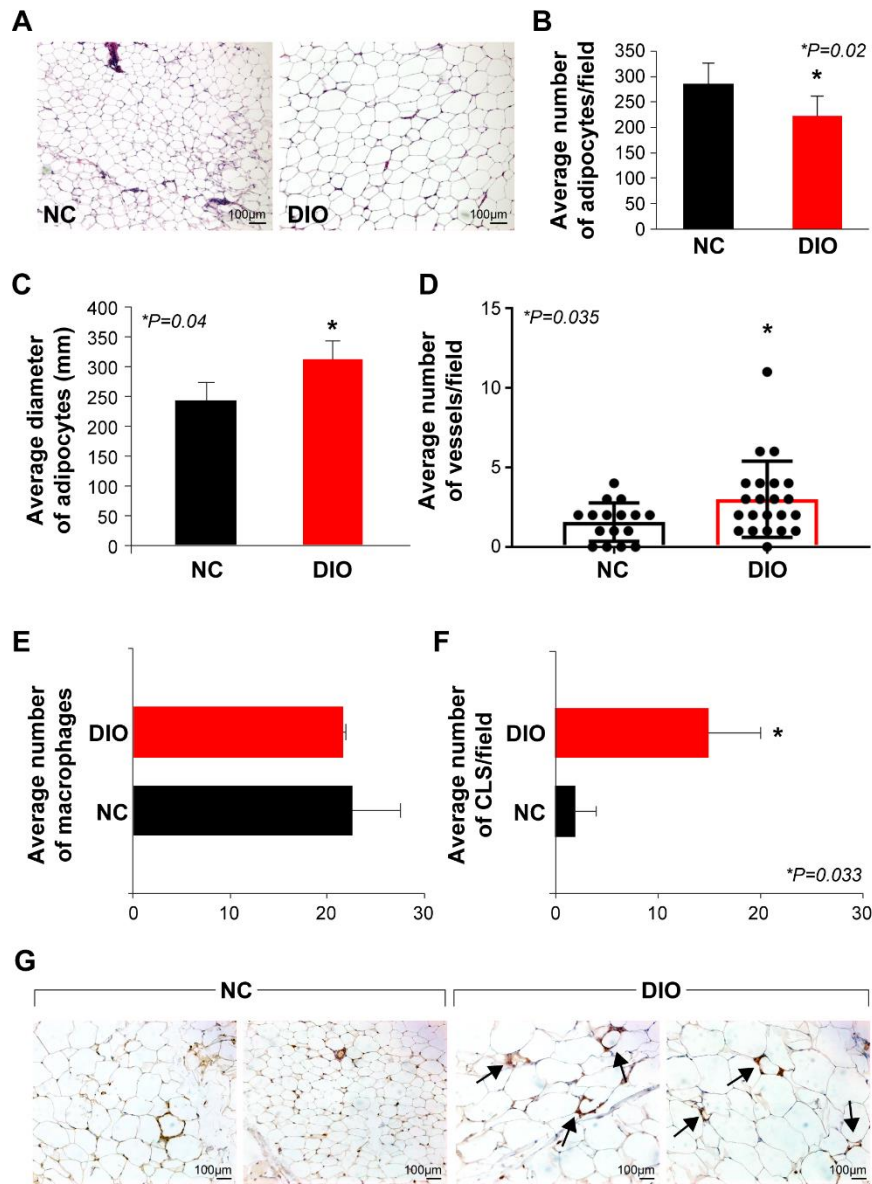 A
NC
100µm
DIO
100µm
B
Average number
of adipocytes/field
350
300
250
200
150
100
50
0
*P=0.02
*
NC
DIO
C
Average diameter
of adipocytes (mm)
400
350
300
250
200
150
100
50
0
*P=0.04
*
NC
DIO
D
Average number
of vessels/field
15
10
5
0
*P=0.035
*
NC
DIO
E
Average number
of macrophages
DIO
NC
0
10
20
30
F
Average number
of CLS/field
DIO
NC
*
*P=0.033
0
10
20
30
G
NC
DIO
100µm
100µm
100µm
100µm